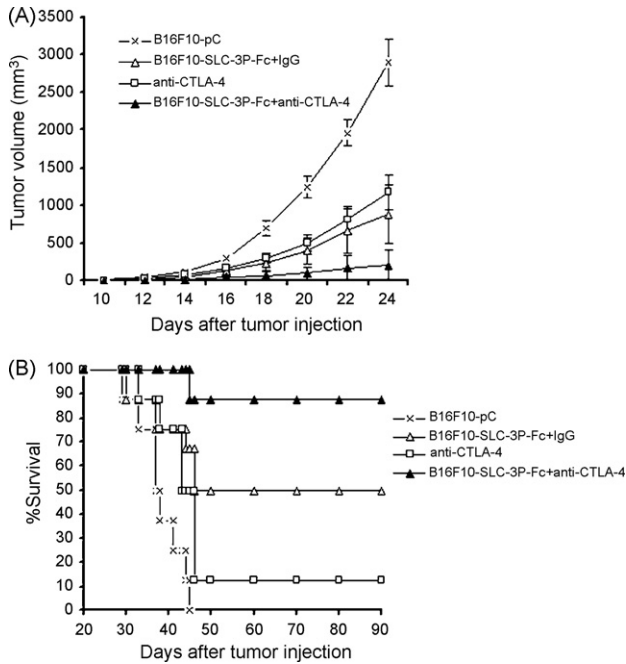 (A)
B16F10-pC
B16F10-SLC-3P-Fc+IgG
anti-CTLA-4
B16F10-SLC-3P-Fc+anti-CTLA-4
Tumor volume (mm³)
3500
3000
2500
2000
1500
1000
500
0
10 12 14 16 18 20 22 24
Days after tumor injection
(B)
B16F10-pC
B16F10-SLC-3P-Fc+IgG
anti-CTLA-4
B16F10-SLC-3P-Fc+anti-CTLA-4
%Survival
100
90
80
70
60
50
40
30
20
10
0
20 30 40 50 60 70 80 90
Days after tumor injection